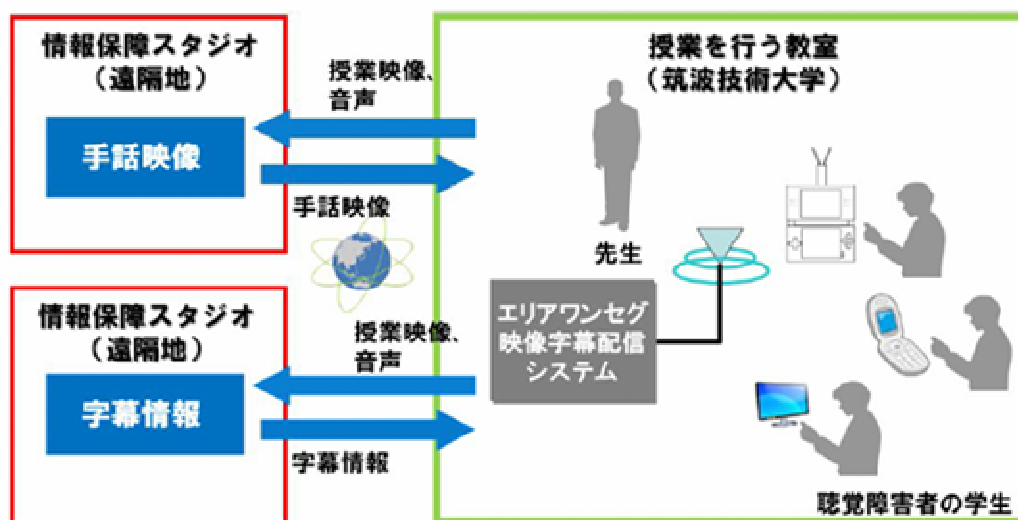 情報保障スタジオ
(遠隔地)
手話映像
授業映像、
音声
手話映像
情報保障スタジオ
(遠隔地)
字幕情報
授業映像、
音声
字幕情報
授業を行う教室
(筑波技術大学)
先生
エリアワンセグ
映像字幕配信
システム
聴覚障害者の学生